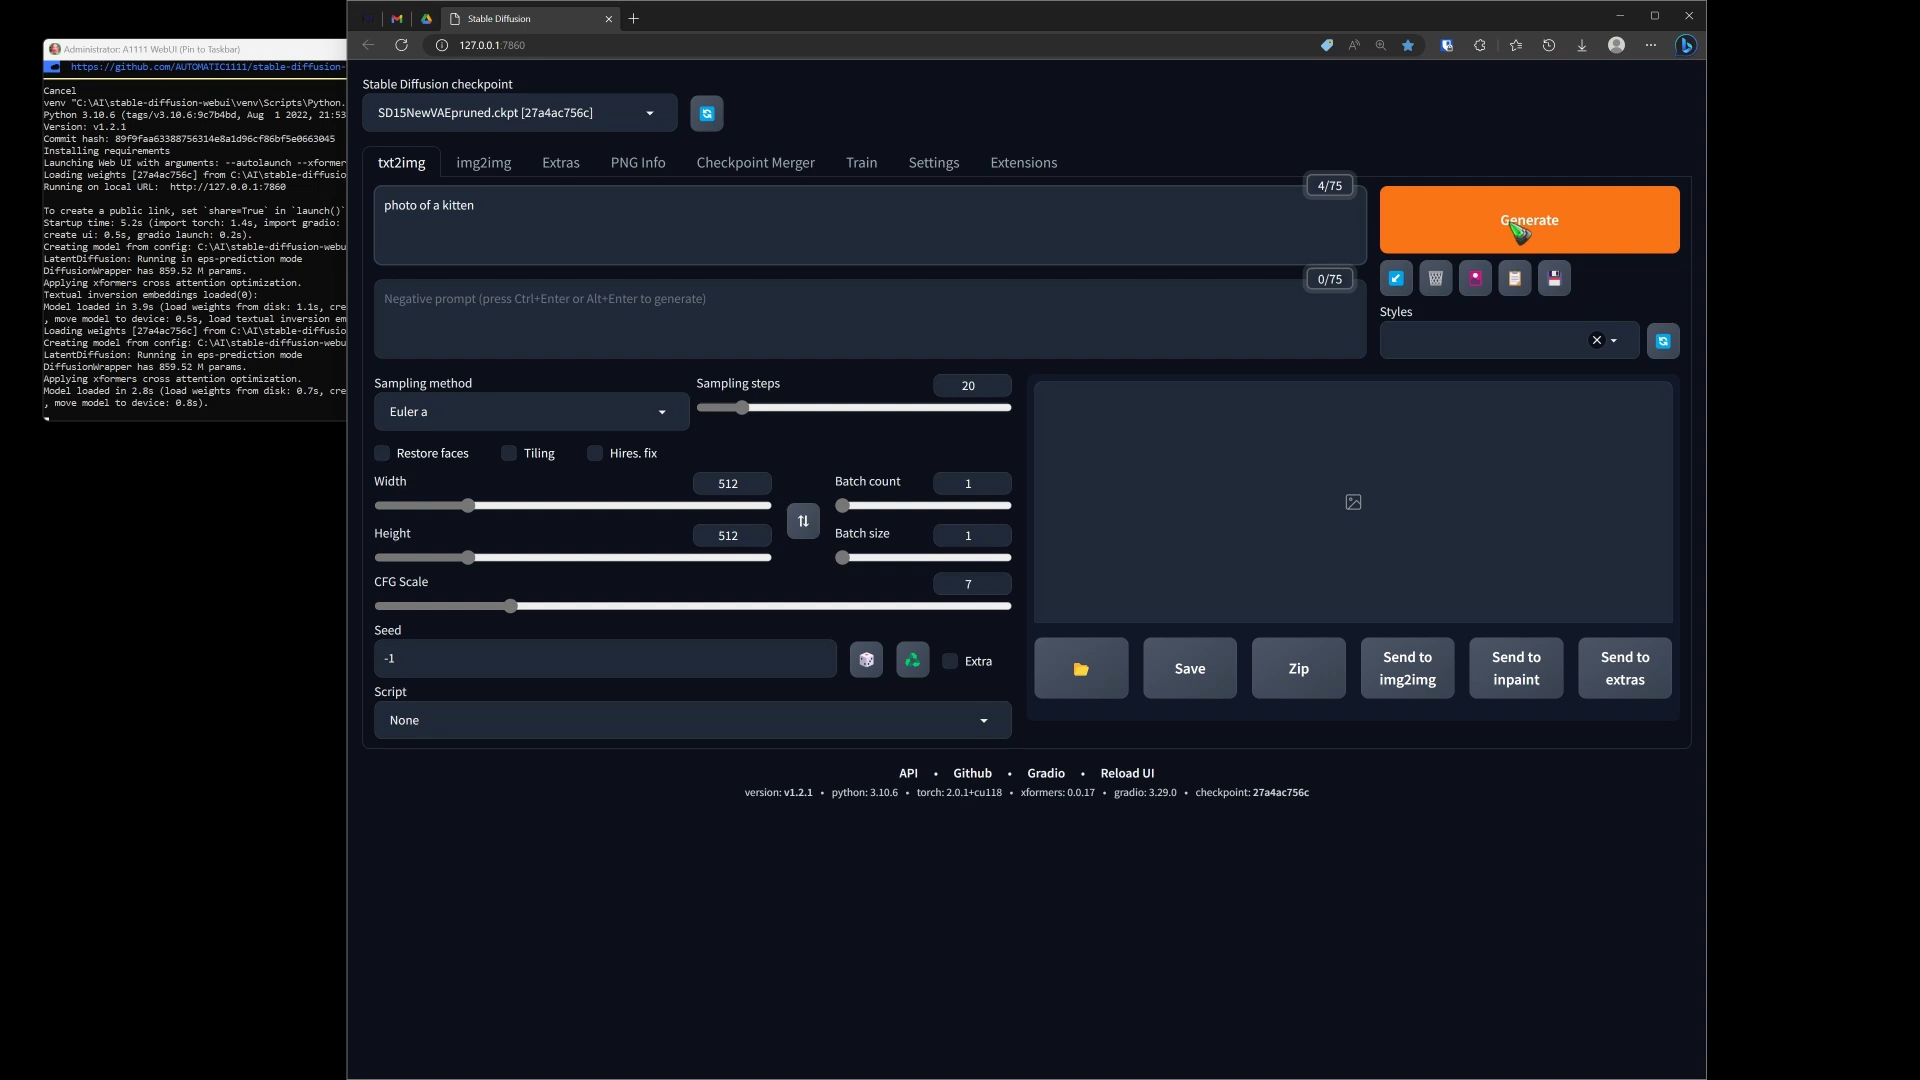 Administrator: A1111 WebUI (Pin to Taskbar)
https://github.com/AUTOMATIC1111/stable-diffusion-
Cancel
venv "C:\AI\stable-diffusion-webui\venv\Scripts\Python.
Python 3.10.6 (tags/v3.10.6:9c7b4bd, Aug  1 2022, 21:53
Version: v1.2.1
Commit hash: 89f9faa63388756314e8a1d96cf86bf5e0663045
Installing requirements
Launching Web UI with arguments: --autolaunch --xformer
Loading weights [27a4ac756c] from C:\AI\stable-diffusio
Running on local URL:  http://127.0.0.1:7860
To create a public link, set `share=True` in `launch()`
Startup time: 5.2s (import torch: 1.4s, import gradio:
create ui: 0.5s, gradio launch: 0.2s).
Creating model from config: C:\AI\stable-diffusion-webu
LatentDiffusion: Running in eps-prediction mode
DiffusionWrapper has 859.52 M params.
Applying xformers cross attention optimization.
Textual inversion embeddings loaded(0):
Model loaded in 3.9s (load weights from disk: 1.1s, cre
, move model to device: 0.5s, load textual inversion em
Loading weights [27a4ac756c] from C:\AI\stable-diffusio
Creating model from config: C:\AI\stable-diffusion-webu
LatentDiffusion: Running in eps-prediction mode
DiffusionWrapper has 859.52 M params.
Applying xformers cross attention optimization.
Model loaded in 2.8s (load weights from disk: 0.7s, cre
, move model to device: 0.8s).
Stable Diffusion
127.0.0.1:7860
Stable Diffusion checkpoint
SD15NewVAEpruned.ckpt [27a4ac756c]
txt2img img2img Extras PNG Info Checkpoint Merger Train Settings Extensions
4/75
photo of a kitten
Generate
0/75
Negative prompt (press Ctrl+Enter or Alt+Enter to generate)
Styles
Sampling method
Euler a
Sampling steps 20
Restore faces Tiling Hires. fix
Width 512
Batch count 1
Height 512
Batch size 1
CFG Scale 7
Seed
-1
Extra
Script
None
Save
Zip
Send to
img2img
Send to
inpaint
Send to
extras
API • Github • Gradio • Reload UI
version: v1.2.1 • python: 3.10.6 • torch: 2.0.1+cu118 • xformers: 0.0.17 • gradio: 3.29.0 • checkpoint: 27a4ac756c